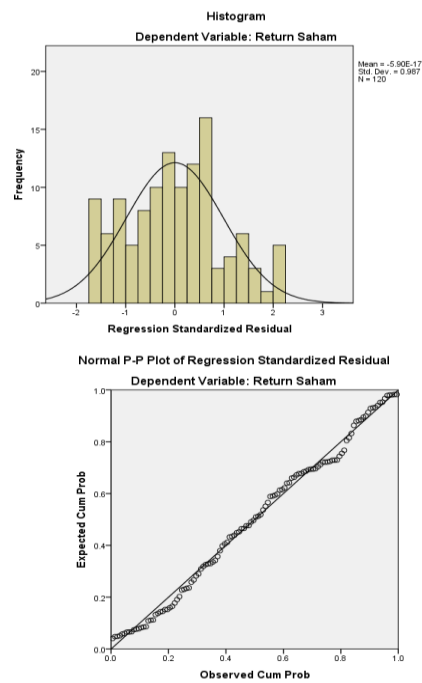 Histogram
Dependent Variable: Return Saham
Mean = -5.90E-17
Std. Dev. = 0.987
N = 120
Frequency
20
15
10
5
0
-2 -1 0 1 2 3
Regression Standardized Residual
Normal P-P Plot of Regression Standardized Residual
Dependent Variable: Return Saham
Expected Cum Prob
1.0
0.8
0.6
0.4
0.2
0.0
0.0 0.2 0.4 0.6 0.8 1.0
Observed Cum Prob